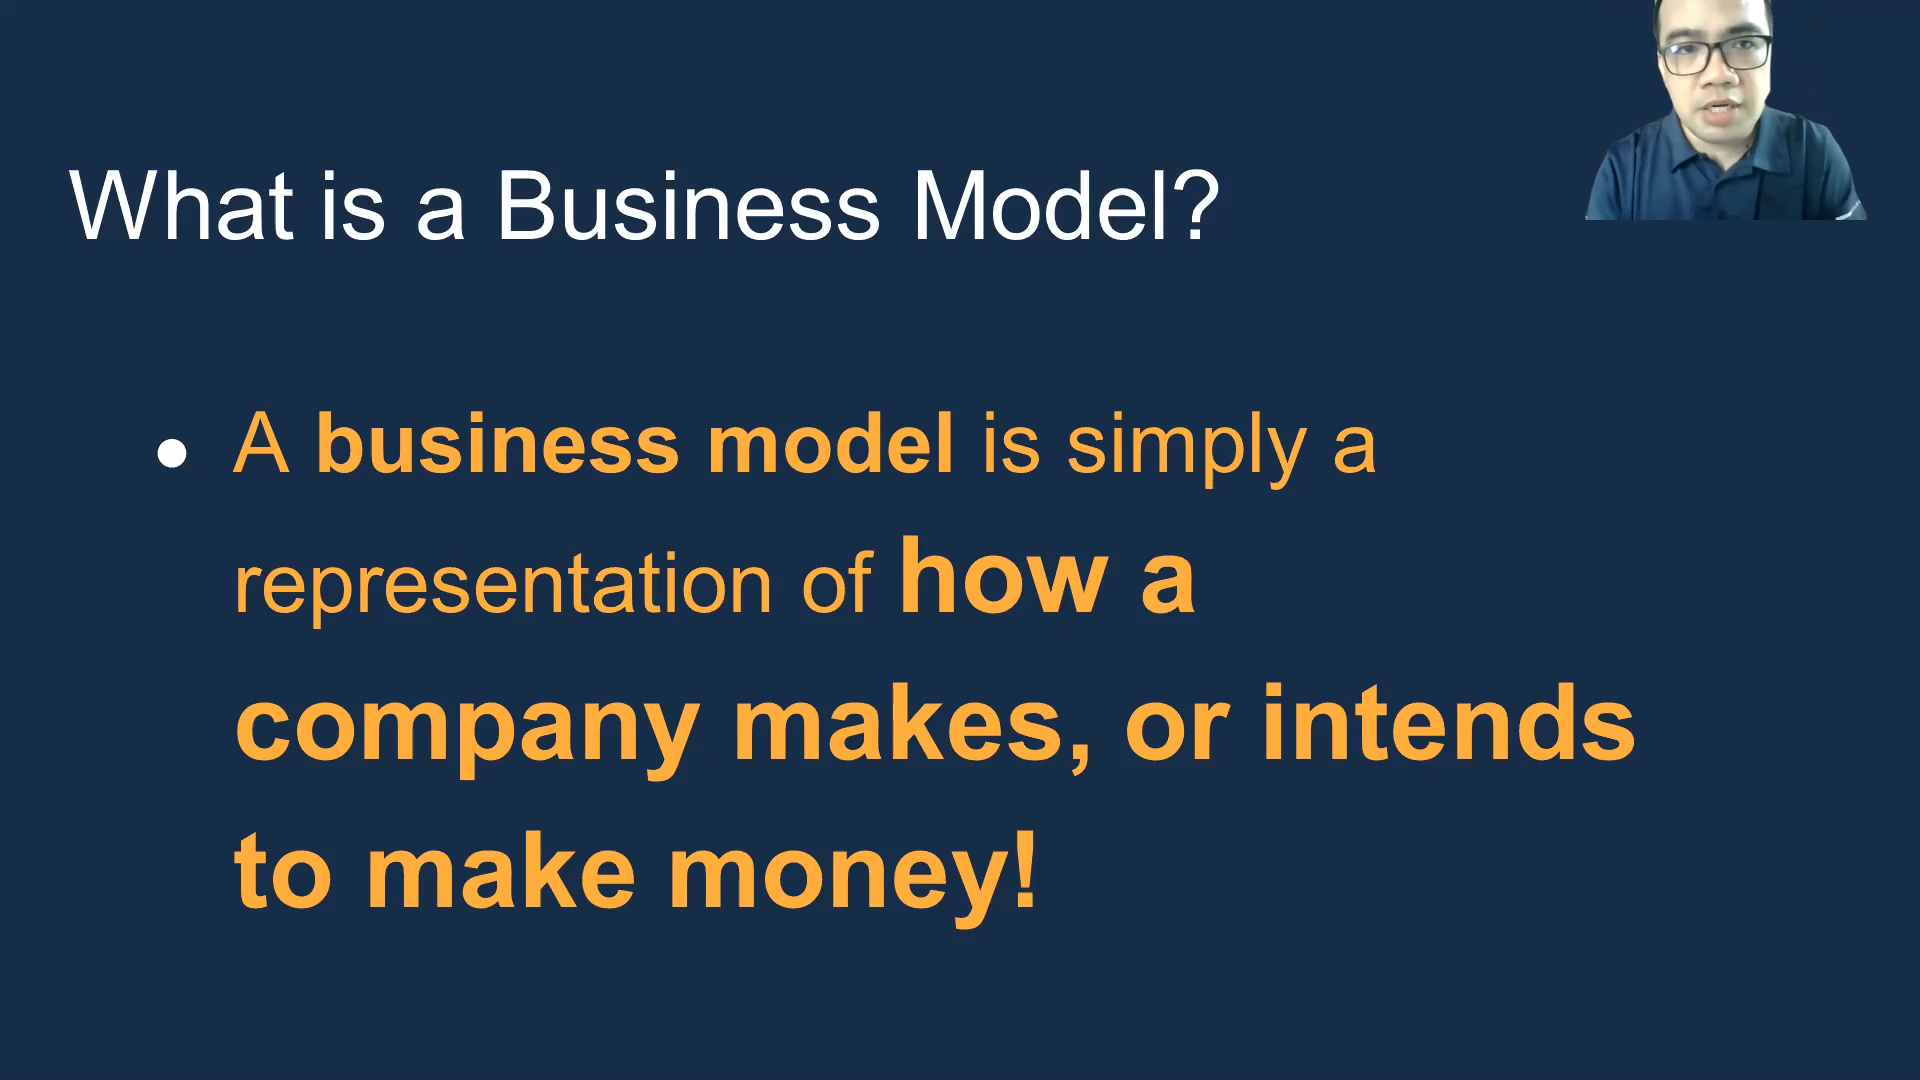 What is a Business Model?
● A business model is simply a
representation of how a
company makes, or intends
to make money!